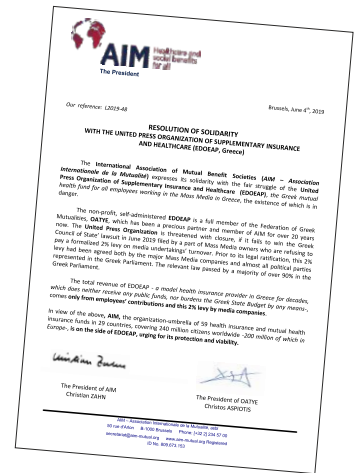 AIM Healthcare and
social benefits
for all
The President
Our reference: L2019-48
Brussels, June 4th, 2019
RESOLUTION OF SOLIDARITY
WITH THE UNITED PRESS ORGANIZATION OF SUPPLEMENTARY INSURANCE
AND HEALTHCARE (EDOEAP, Greece)
The International Association of Mutual Benefit Societies (AIM – Association
Internationale de la Mutualité) expresses its solidarity with the fair struggle of the United
Press Organization of Supplementary Insurance and Healthcare (EDOEAP), the Greek mutual
health fund for all employees working in the Mass Media in Greece, the existence of which is in
danger.
The non-profit, self-administered EDOEAP is a full member of the Federation of Greek
Mutualities, OATYE, which has been a precious partner and member of AIM for over 20 years
now. The United Press Organization is threatened with closure, if it fails to win the Greek
Council of State' lawsuit in June 2019 filed by a part of Mass Media owners who are refusing to
pay a formalized 2% levy on media undertakings' turnover. Prior to its legal ratification, this 2%
levy had been agreed both by the major Mass Media companies and almost all political parties
represented in the Greek Parliament. The relevant law passed by a majority of over 90% in the
Greek Parliament.
The total revenue of EDOEAP - a model health insurance provider in Greece for decades,
which does neither receive any public funds, nor burdens the Greek State Budget by any means-,
comes only from employees' contributions and this 2% levy by media companies.
In view of the above, AIM, the organization-umbrella of 59 health insurance and mutual health
insurance funds in 29 countries, covering 240 million citizens worldwide -200 million of which in
Europe-, is on the side of EDOEAP, urging for its protection and viability.
The President of AIM
Christian ZAHN
The President of OATYE
Christos ASPIOTIS
AIM – Association Internationale de la Mutualité, aisbl
50 rue d'Arlon B-1000 Brussels Phone (+32 2) 234 57 00
secretariat@aim-mutual.org www.aim-mutual.org Registered
ID No. 809.573.153